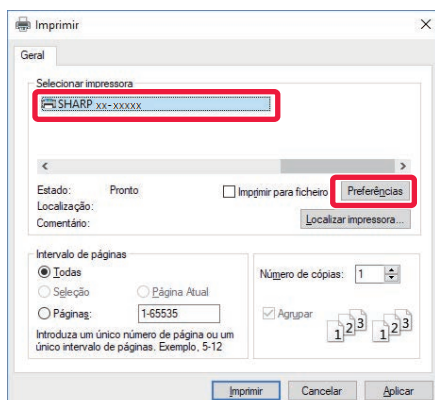 Imprimir
Geral
Selecionar impressora
SHARP xx-xxxxx
Estado: Pronto
Imprimir para ficheiro
Preferências
Localização:
Comentário:
Localizar impressora...
Intervalo de páginas
Todas
Seleção
Página Atual
Páginas:
1-65535
Introduza um único número de página ou um
único intervalo de páginas. Exemplo, 5-12
Número de cópias: 1
Agrupar
1 2 3
1 2 3
Imprimir
Cancelar
Aplicar